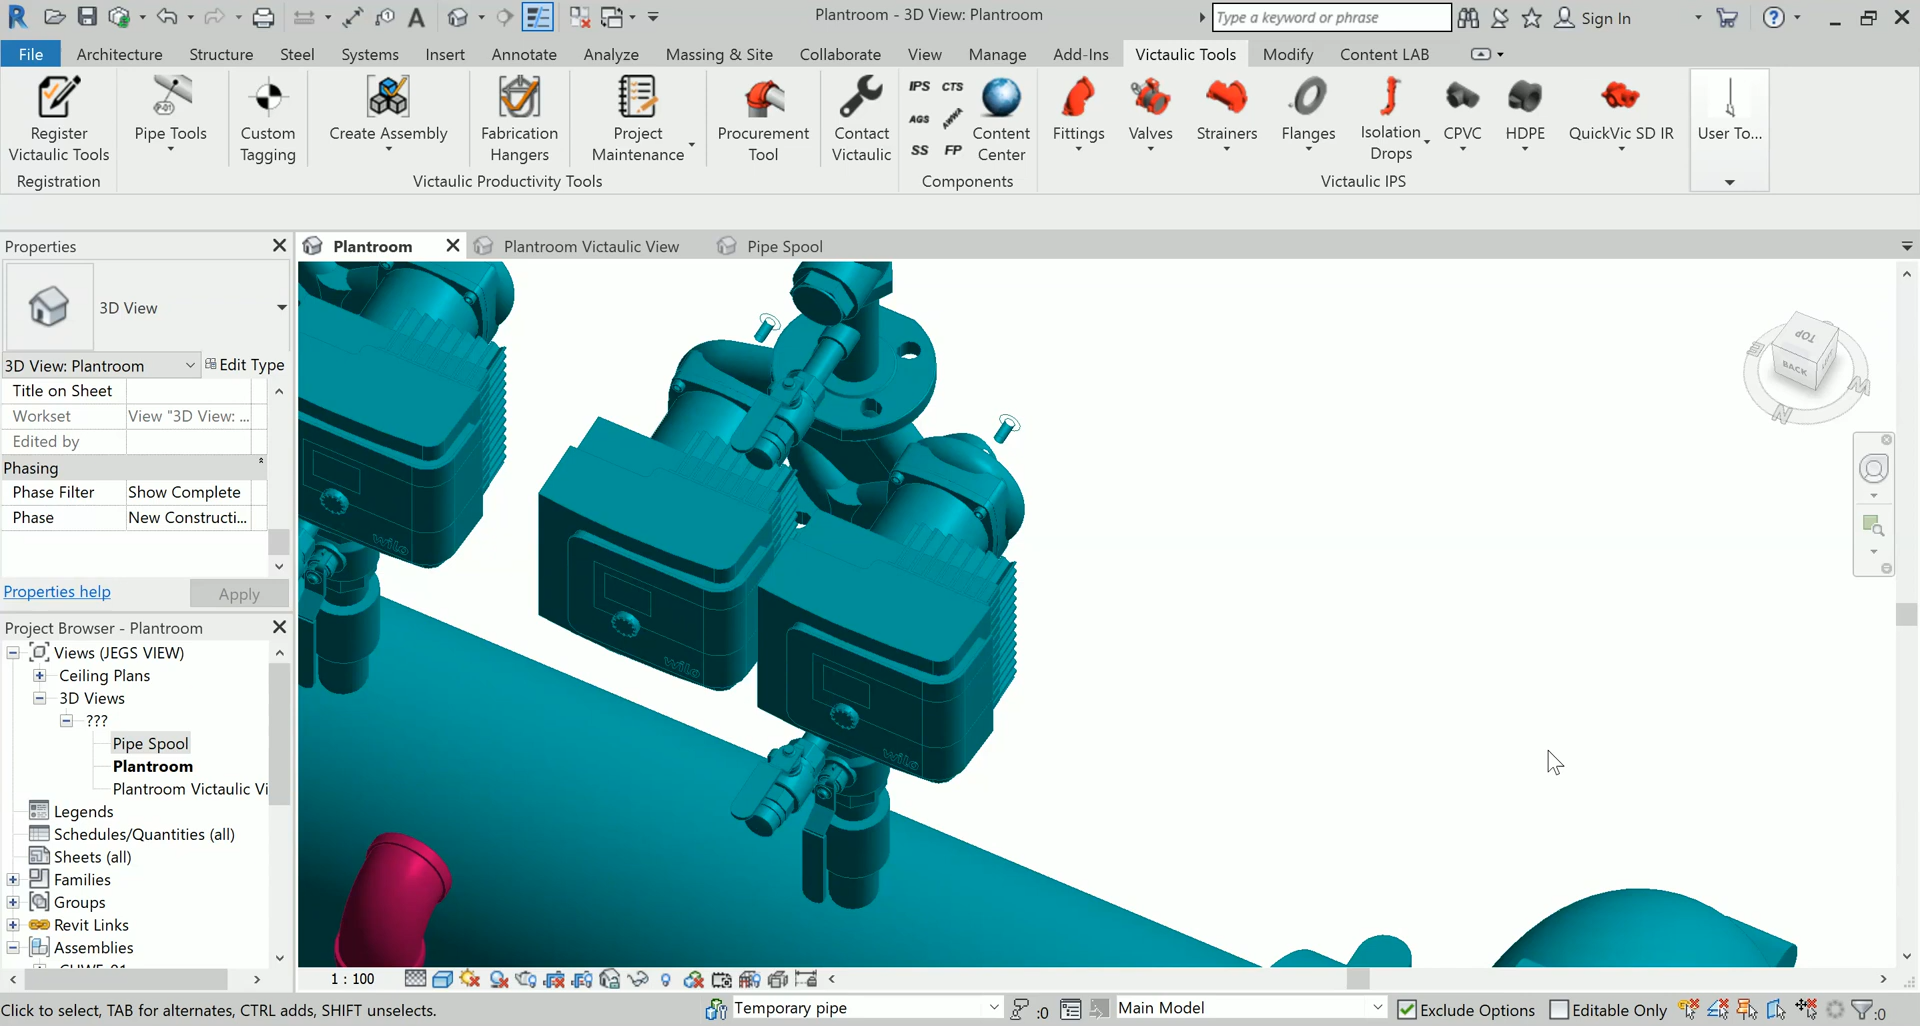 Plantroom - 3D View: Plantroom
Type a keyword or phrase
Sign In
File Architecture Structure Steel Systems Insert Annotate Analyze Massing & Site Collaborate View Manage Add-Ins Victaulic Tools Modify Content LAB
Register
Victaulic Tools
Pipe Tools
Custom
Tagging
Create Assembly
Fabrication
Hangers
Project
Maintenance
Procurement
Tool
Contact
Victaulic
IPS CTS
AGS AWWA
SS FP
Content
Center
Fittings
Valves
Strainers
Flanges
Isolation
Drops
CPVC
HDPE
QuickVic SD IR
User To...
Registration
Victaulic Productivity Tools
Components
Victaulic IPS
Properties
Plantroom
Plantroom Victaulic View
Pipe Spool
3D View
3D View: Plantroom
Edit Type
Title on Sheet
Workset View "3D View: ...
Edited by
Phasing
Phase Filter Show Complete
Phase New Constructi...
Properties help
Apply
Project Browser - Plantroom
Views (JEGS VIEW)
Ceiling Plans
3D Views
???
Pipe Spool
Plantroom
Plantroom Victaulic Vi
Legends
Schedules/Quantities (all)
Sheets (all)
Families
Groups
Revit Links
Assemblies
wilo
wilo
wilo
TOP
BACK
E
N
1 : 100
Click to select, TAB for alternates, CTRL adds, SHIFT unselects.
Temporary pipe
:0
Main Model
Exclude Options
Editable Only
:0